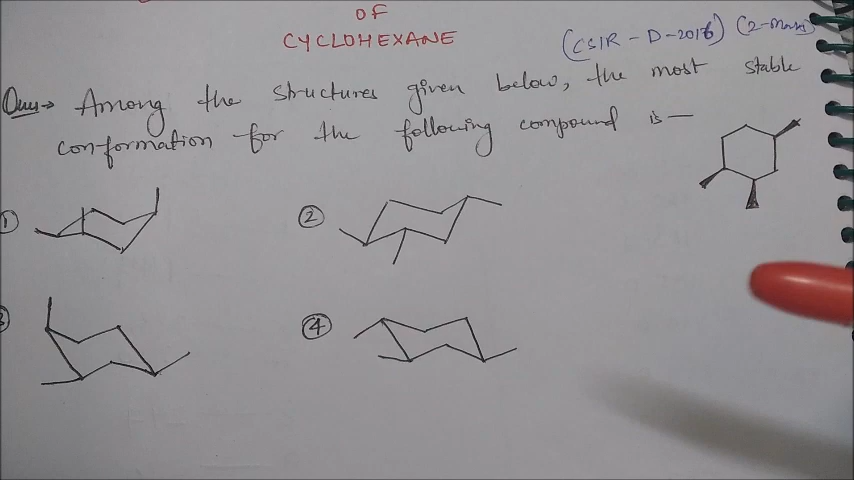 OF
CYCLOHEXANE
(CSIR-D-2016) (2-Marks)
Ques→ Among the structures given below, the most stable
conformation for the following compound is —
① ②
③ ④